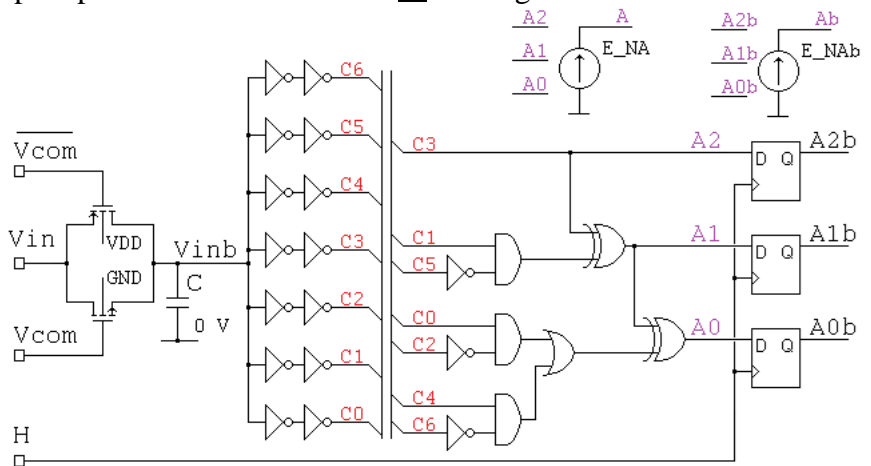 A2 A A2b Ab
A1 E_NA A1b E_NAb
A0 A0b
C6
C5
C4
C3
C2
C1
C0
Vcom
Vin
VDD
GND
Vinb
C
0 V
Vcom
H
C3
C1
C5
C0
C2
C4
C6
A2 D Q A2b
A1 D Q A1b
A0 D Q A0b